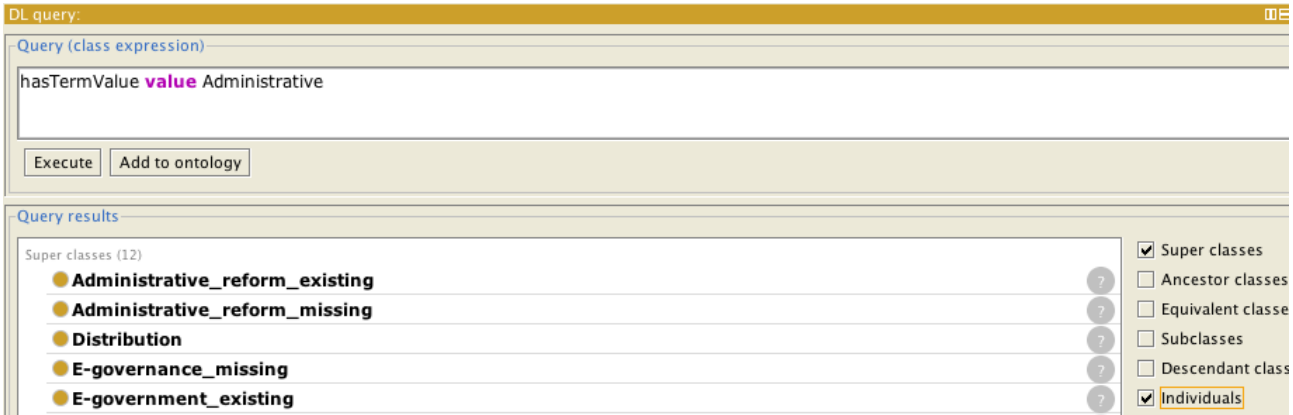 DL query:
Query (class expression)
hasTermValue value Administrative
Execute Add to ontology
Query results
Super classes (12)
Administrative_reform_existing
?
Administrative_reform_missing
?
Distribution
?
E-governance_missing
?
E-government_existing
?
Super classes
Ancestor classes
Equivalent classe
Subclasses
Descendant class
Individuals